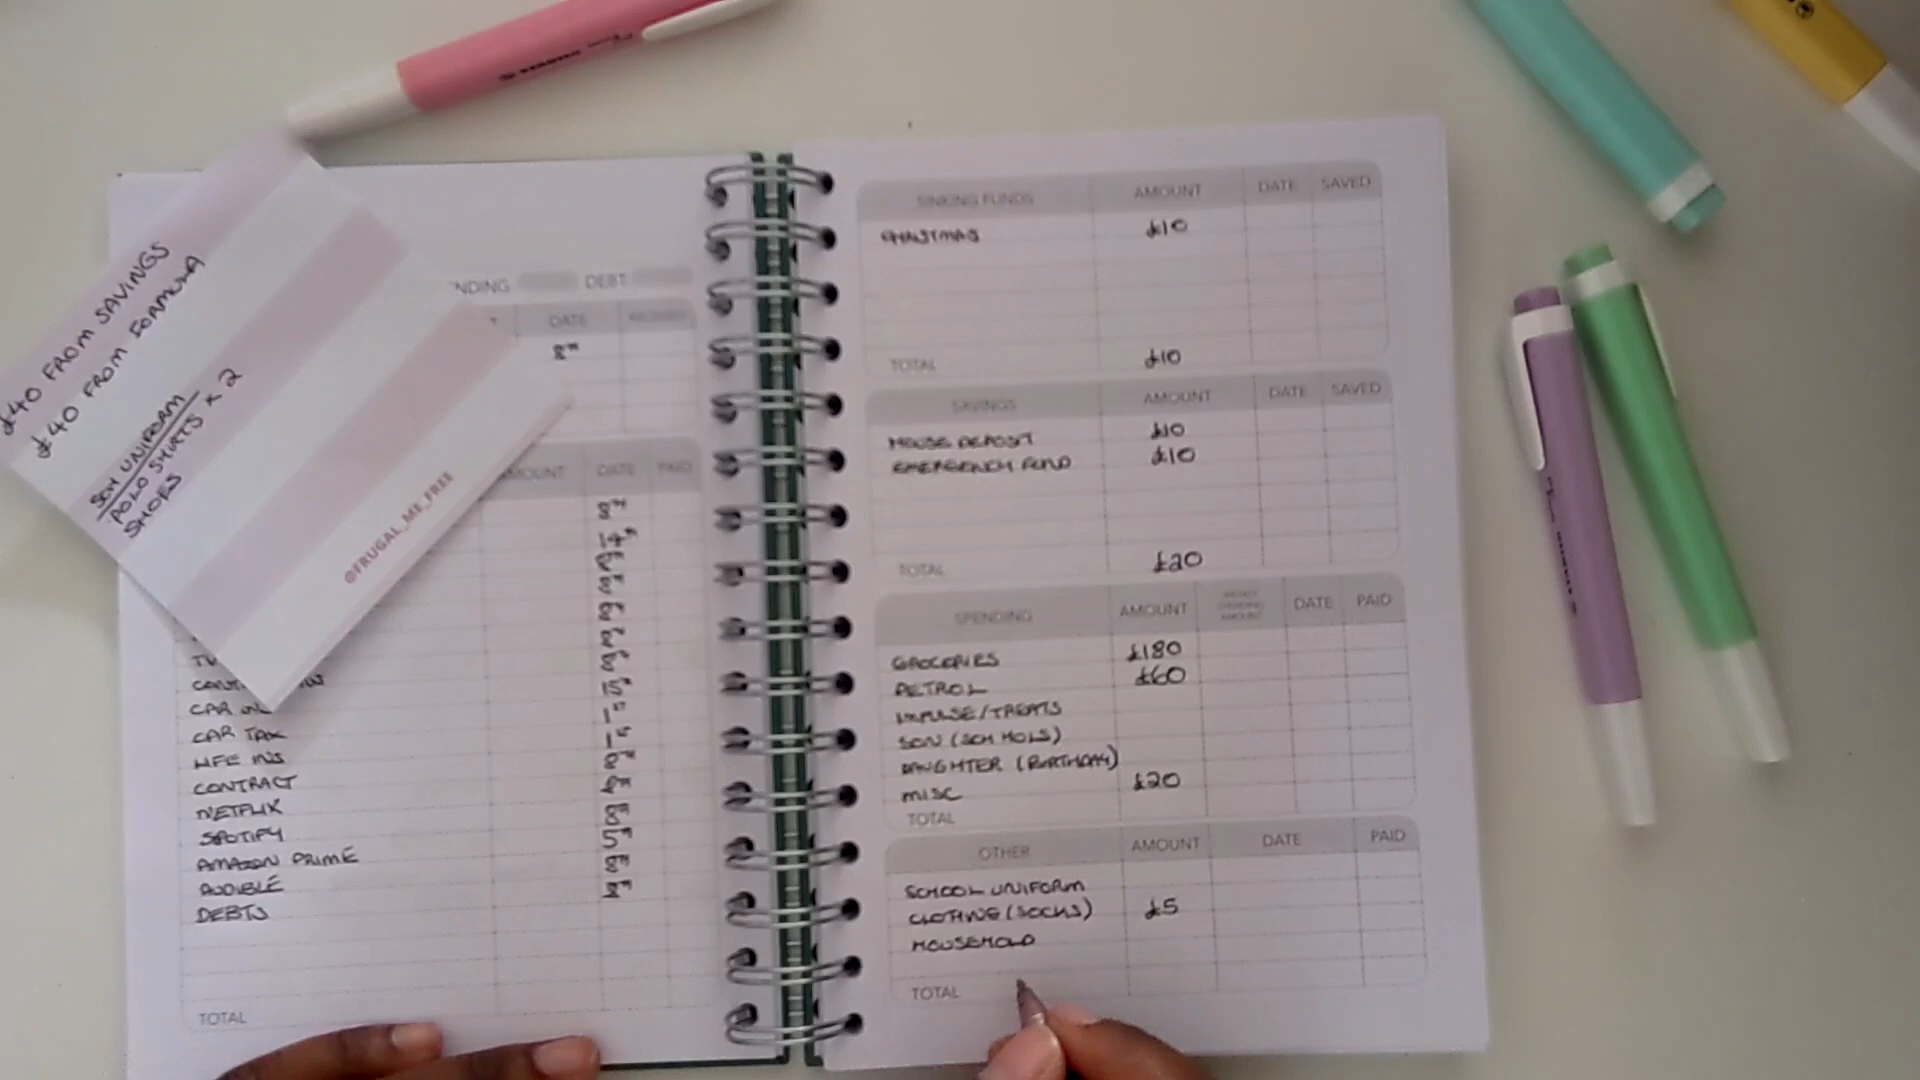 £40 FROM SAVINGS
£40 FROM FORMULA
SCH UNIFORM
POLO SHIRTS x 2
SHOES
@FRUGAL_ME_FREE
DEBT
DATE
8TH
DATE PAID
TV
CAR
CAR TAX
LIFE INS
CONTRACT
NETFLIX
SPOTIFY
AMAZON PRIME
AUDIBLE
DEBTS
TOTAL
SINKING FUNDS AMOUNT DATE SAVED
CHRISTMAS £10
TOTAL £10
SAVINGS AMOUNT DATE SAVED
HOUSE DEPOSIT £10
EMERGENCY FUND £10
TOTAL £20
SPENDING AMOUNT WEEKLY SPENDING AMOUNT DATE PAID
GROCERIES £180
PETROL £60
IMPULSE/TREATS
SON (SCH HOLS)
DAUGHTER (BIRTHDAY)
MISC £20
TOTAL
OTHER AMOUNT DATE PAID
SCHOOL UNIFORM
CLOTHING (SOCKS) £5
HOUSEHOLD
TOTAL